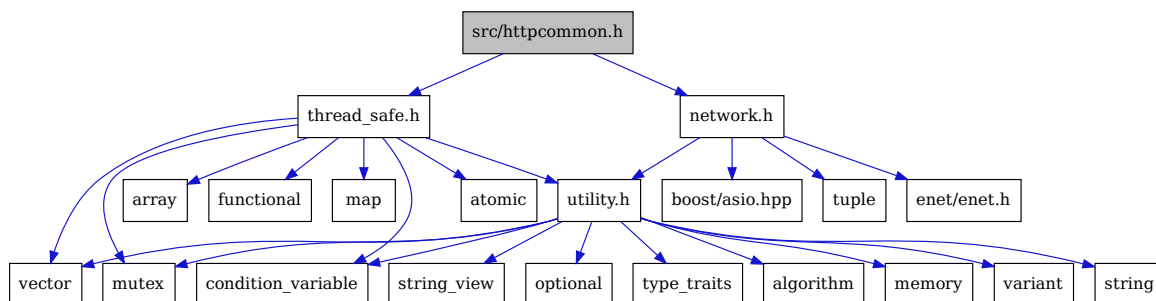 src/httpcommon.h
thread_safe.h
network.h
array
functional
map
atomic
utility.h
boost/asio.hpp
tuple
enet/enet.h
vector
mutex
condition_variable
string_view
optional
type_traits
algorithm
memory
variant
string